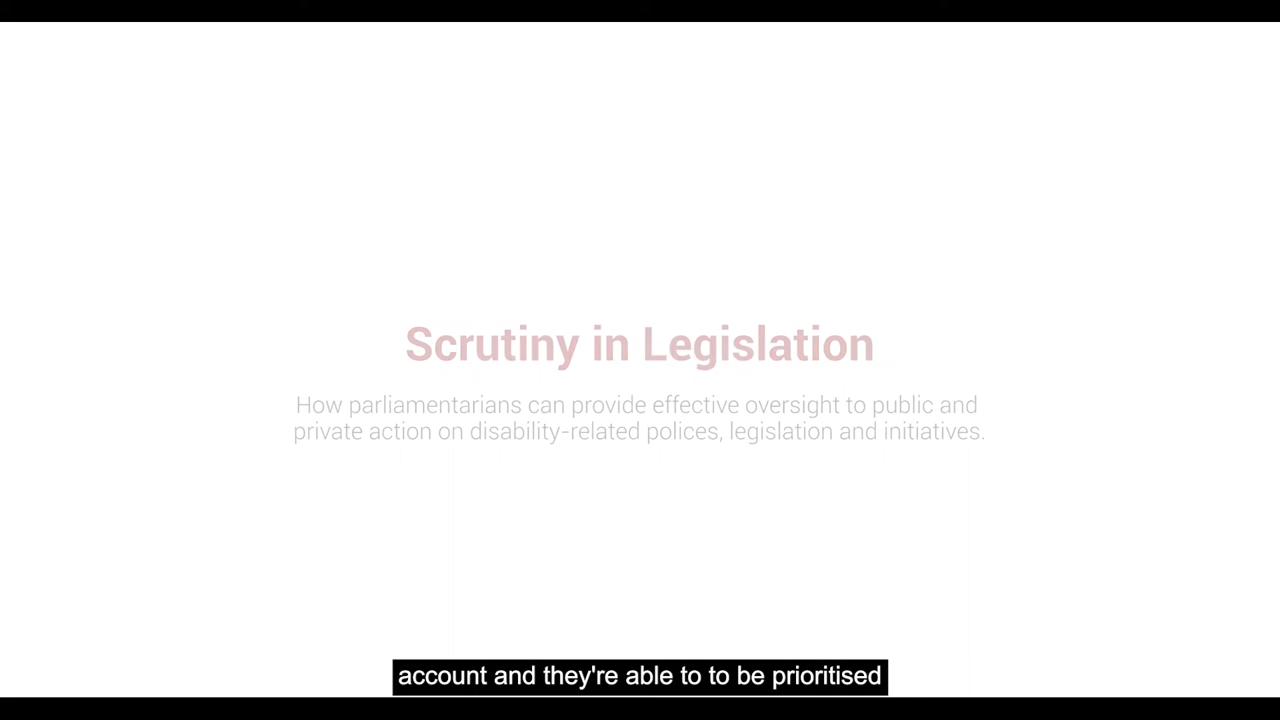 Scrutiny in Legislation
How parliamentarians can provide effective oversight to public and
private action on disability-related polices, legislation and initiatives.
account and they're able to to be prioritised